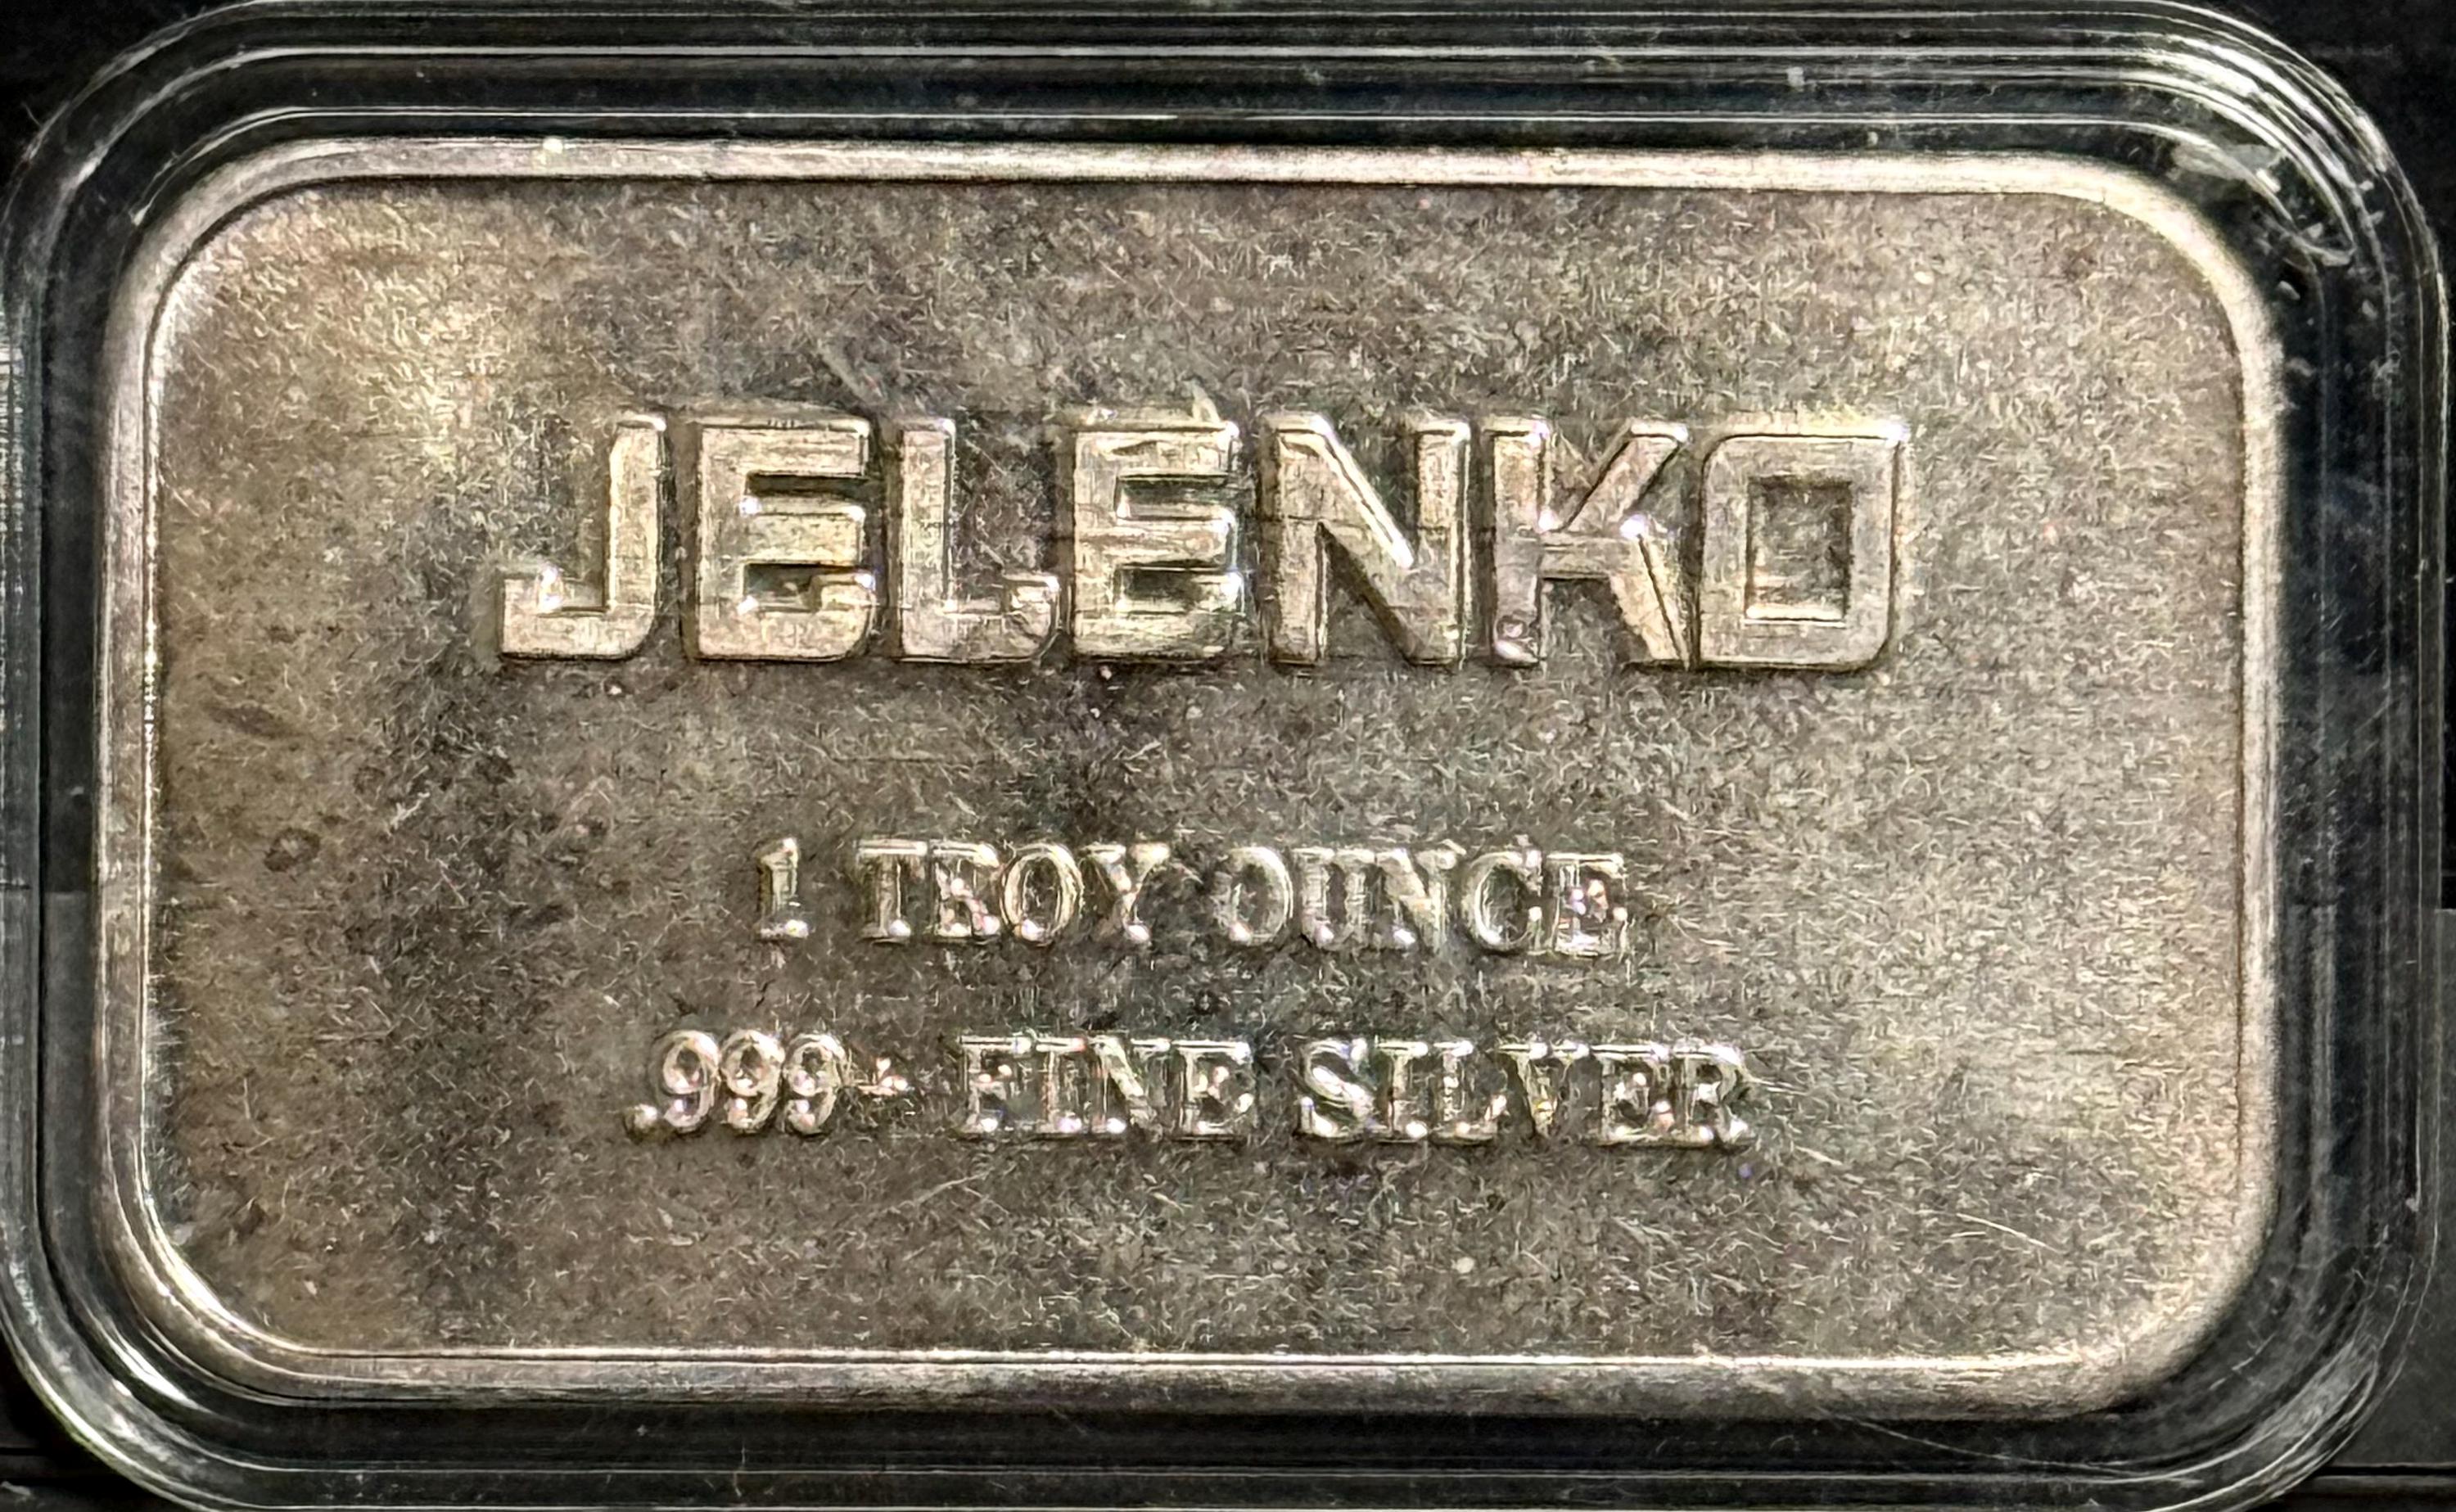 JELENKO
1 TROY OUNCE
.999+ FINE SILVER